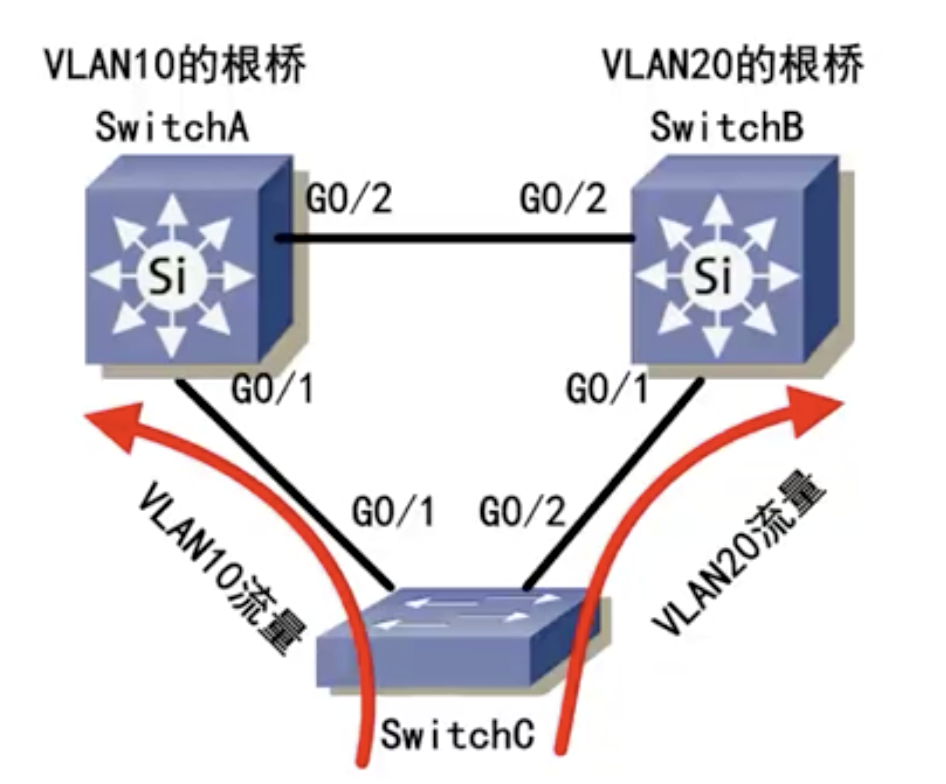 VLAN10的根桥
VLAN20的根桥
SwitchA
SwitchB
G0/2
G0/2
Si
Si
G0/1
G0/1
G0/1
G0/2
VLAN10流量
VLAN20流量
SwitchC